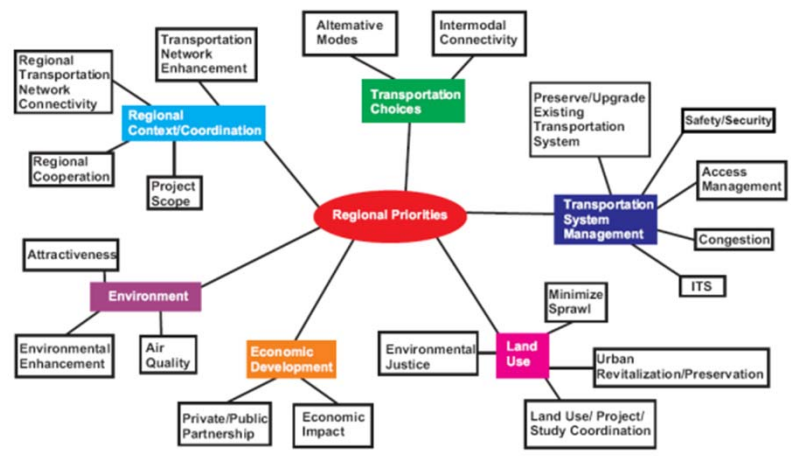 Regional
Transportation
Network
Connectivity
Transportation
Network
Enhancement
Regional
Context/Coordination
Regional
Cooperation
Project
Scope
Alternative
Modes
Intermodal
Connectivity
Transportation
Choices
Preserve/Upgrade
Existing
Transportation
System
Safety/Security
Access
Management
Transportation
System
Management
Congestion
ITS
Regional Priorities
Attractiveness
Environment
Environmental
Enhancement
Air
Quality
Economic
Development
Private/Public
Partnership
Economic
Impact
Minimize
Sprawl
Environmental
Justice
Land
Use
Urban
Revitalization/Preservation
Land Use/ Project/
Study Coordination